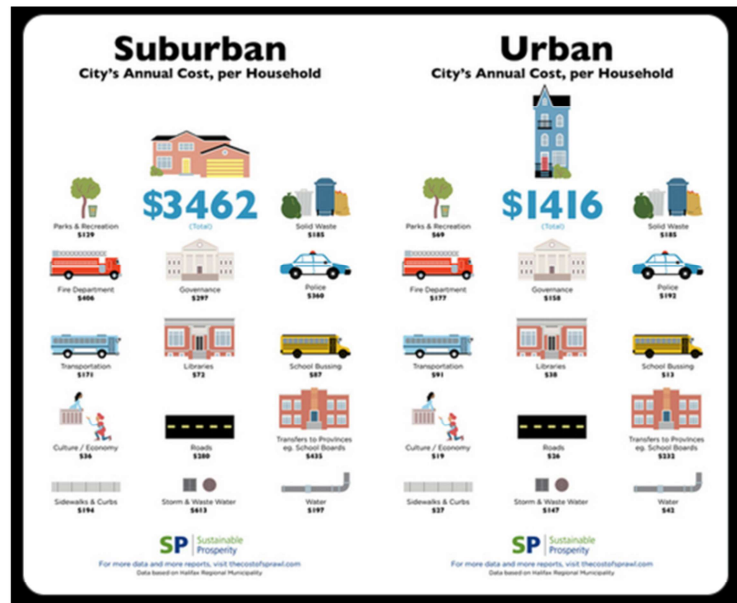 Suburban
City's Annual Cost, per Household
$3462
(Total)
Parks & Recreation
$129
Solid Waste
$185
Fire Department
$406
Governance
$297
Police
$360
Transportation
$171
Libraries
$72
School Bussing
$87
Culture / Economy
$36
Roads
$280
Transfers to Provinces
eg. School Boards
$435
Sidewalks & Curbs
$194
Storm & Waste Water
$613
Water
$197
SP Sustainable
Prosperity
For more data and more reports, visit thecostofsprawl.com
Data based on Halifax Regional Municipality
Urban
City's Annual Cost, per Household
$1416
(Total)
Parks & Recreation
$69
Solid Waste
$185
Fire Department
$177
Governance
$158
Police
$192
Transportation
$91
Libraries
$38
School Bussing
$13
Culture / Economy
$19
Roads
$26
Transfers to Provinces
eg. School Boards
$232
Sidewalks & Curbs
$27
Storm & Waste Water
$147
Water
$42
SP Sustainable
Prosperity
For more data and more reports, visit thecostofsprawl.com
Data based on Halifax Regional Municipality